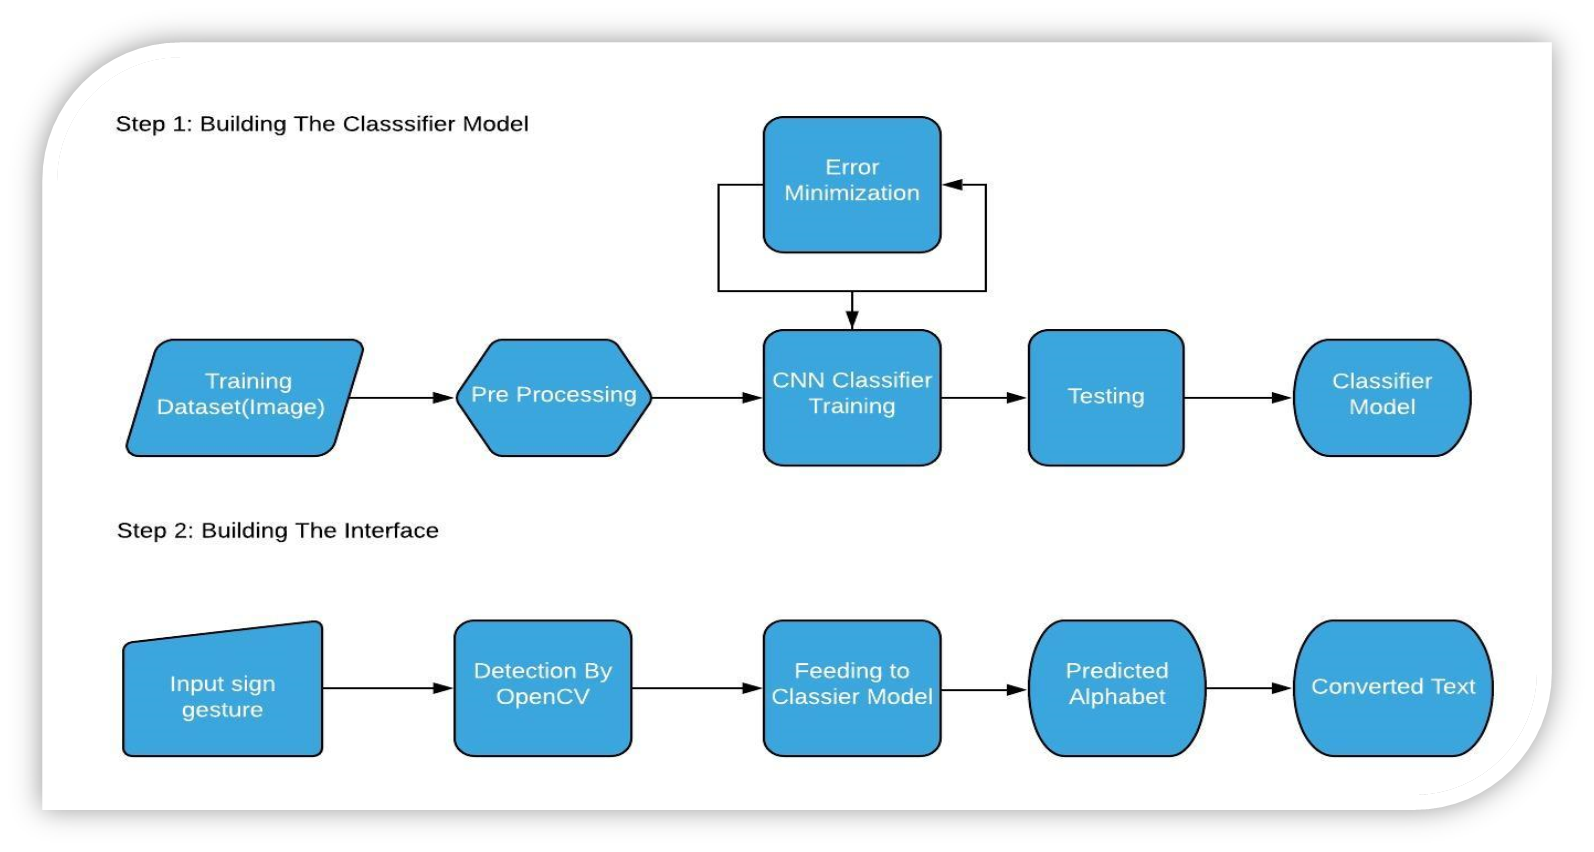 Step 1: Building The Classsifier Model
Error
Minimization
Training
Dataset(Image)
Pre Processing
CNN Classifier
Training
Testing
Classifier
Model
Step 2: Building The Interface
Input sign
gesture
Detection By
OpenCV
Feeding to
Classier Model
Predicted
Alphabet
Converted Text